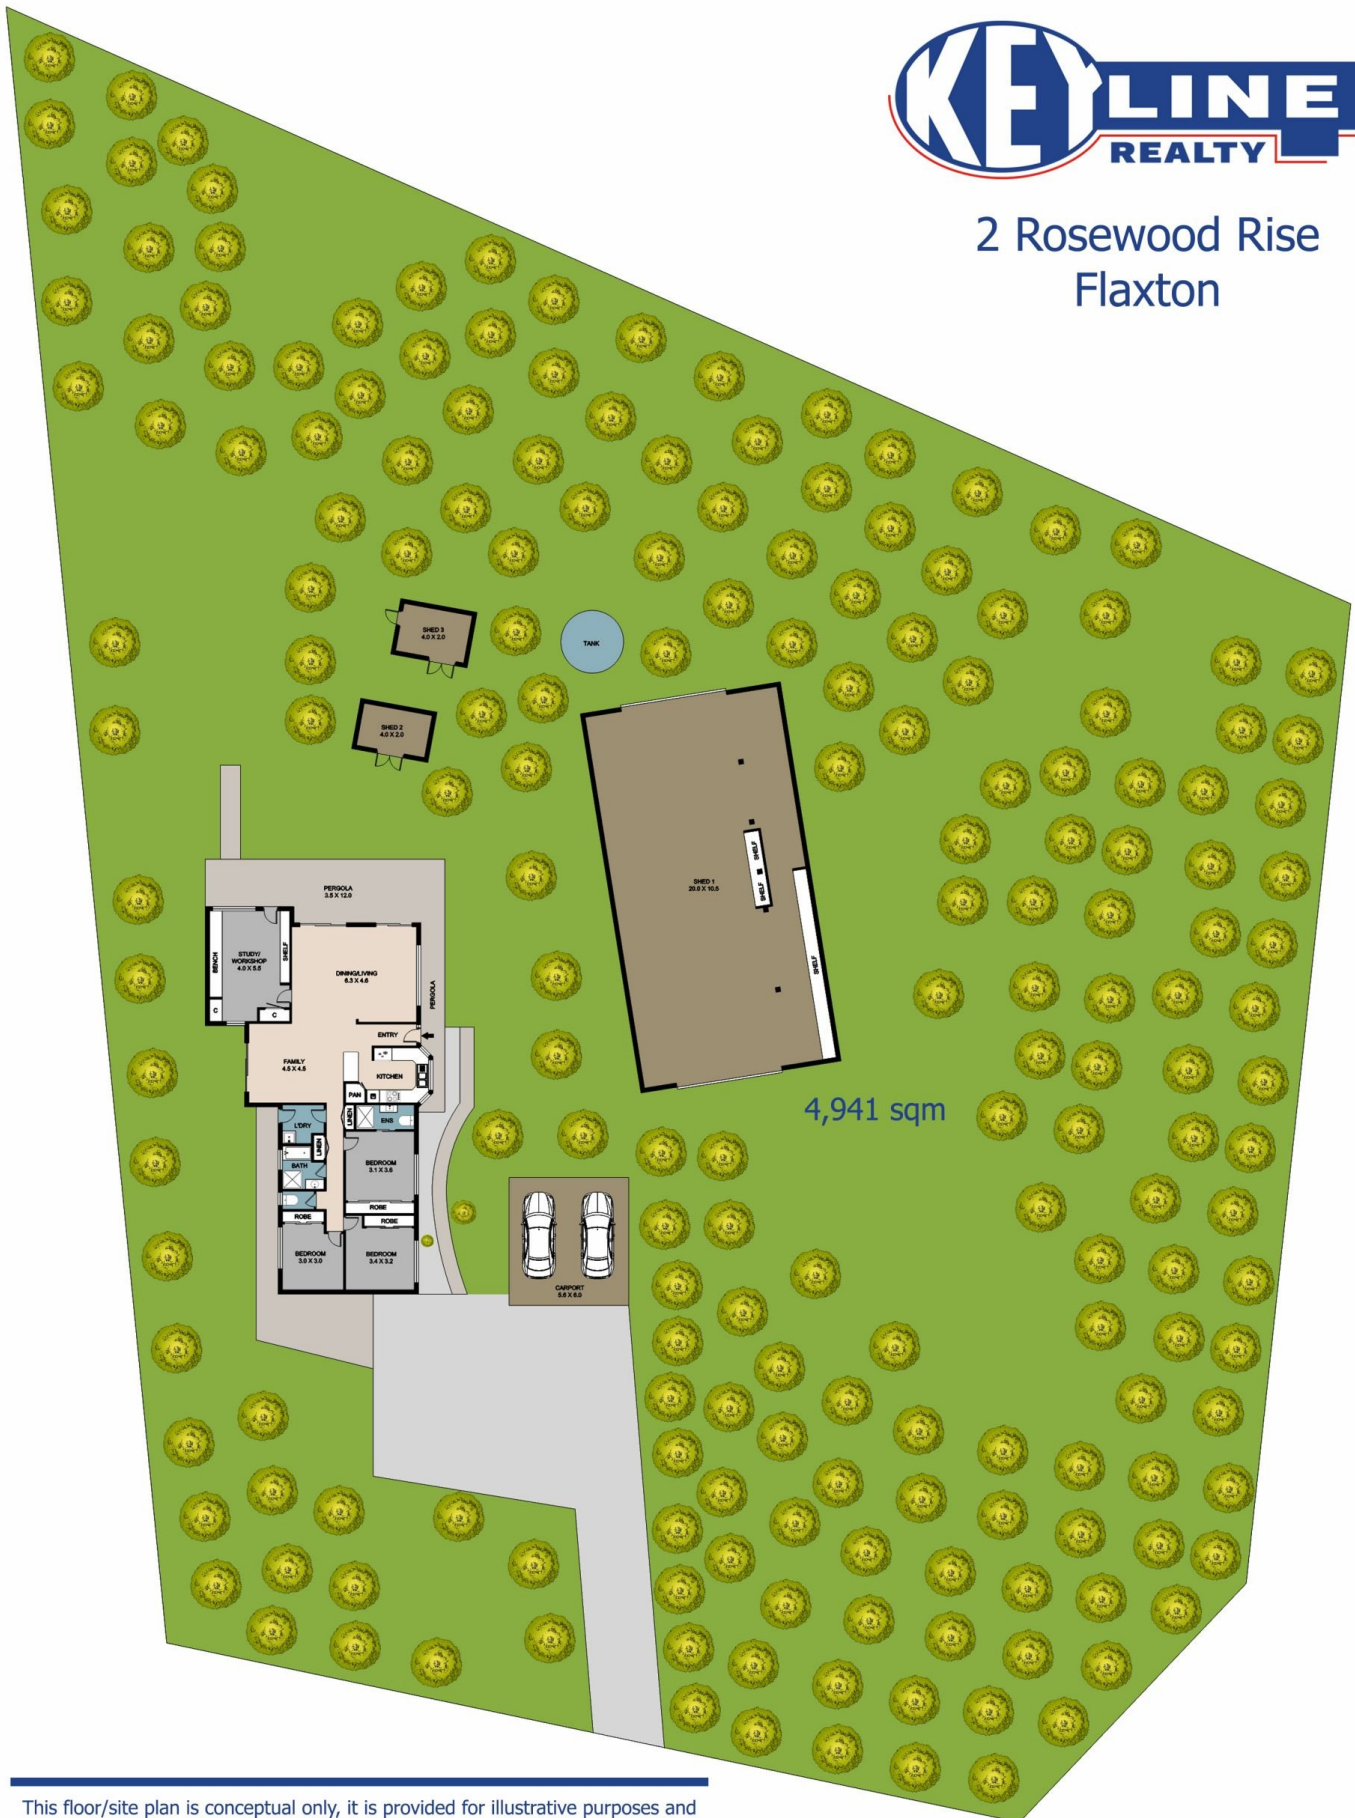 KEYLINE
REALTY
2 Rosewood Rise
Flaxton
SHED 3
4.0 X 2.0
TANK
SHED 2
4.0 X 2.0
SHED 1
20.0 X 10.5
SHELF
SHELF
SHELF
PERGOLA
3.5 X 12.0
STUDY/
WORKSHOP
4.0 X 5.5
BENCH
SHELF
C
C
DINING/LIVING
6.3 X 4.6
PERGOLA
ENTRY
FAMILY
4.5 X 4.5
KITCHEN
PAN
LINEN
ENS
L'DRY
LINEN
BATH
BEDROOM
3.1 X 3.6
ROBE
ROBE
ROBE
BEDROOM
3.0 X 3.0
BEDROOM
3.4 X 3.2
4,941 sqm
CARPORT
5.6 X 6.0
This floor/site plan is conceptual only, it is provided for illustrative purposes and